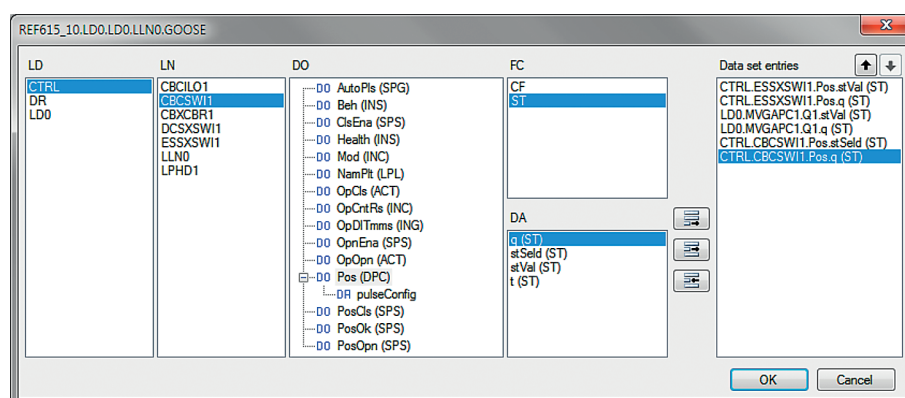 REF615_10.LD0.LD0.LLN0.GOOSE
LD
CTRL
DR
LD0
LN
CBCILO1
CBCSWI1
CBXCBR1
DCSXSWI1
ESSXSWI1
LLN0
LPHD1
DO
DO AutoPls (SPG)
DO Beh (INS)
DO ClsEna (SPS)
DO Health (INS)
DO Mod (INC)
DO NamPlt (LPL)
DO OpCls (ACT)
DO OpCntRs (INC)
DO OpDlTmms (ING)
DO OpnEna (SPS)
DO OpOpn (ACT)
DO Pos (DPC)
DA pulseConfig
DO PosCls (SPS)
DO PosOk (SPS)
DO PosOpn (SPS)
FC
CF
ST
DA
q (ST)
stSeld (ST)
stVal (ST)
t (ST)
Data set entries
CTRL.ESSXSWI1.Pos.stVal (ST)
CTRL.ESSXSWI1.Pos.q (ST)
LD0.MVGAPC1.Q1.stVal (ST)
LD0.MVGAPC1.Q1.q (ST)
CTRL.CBCSWI1.Pos.stSeld (ST)
CTRL.CBCSWI1.Pos.q (ST)
OK
Cancel